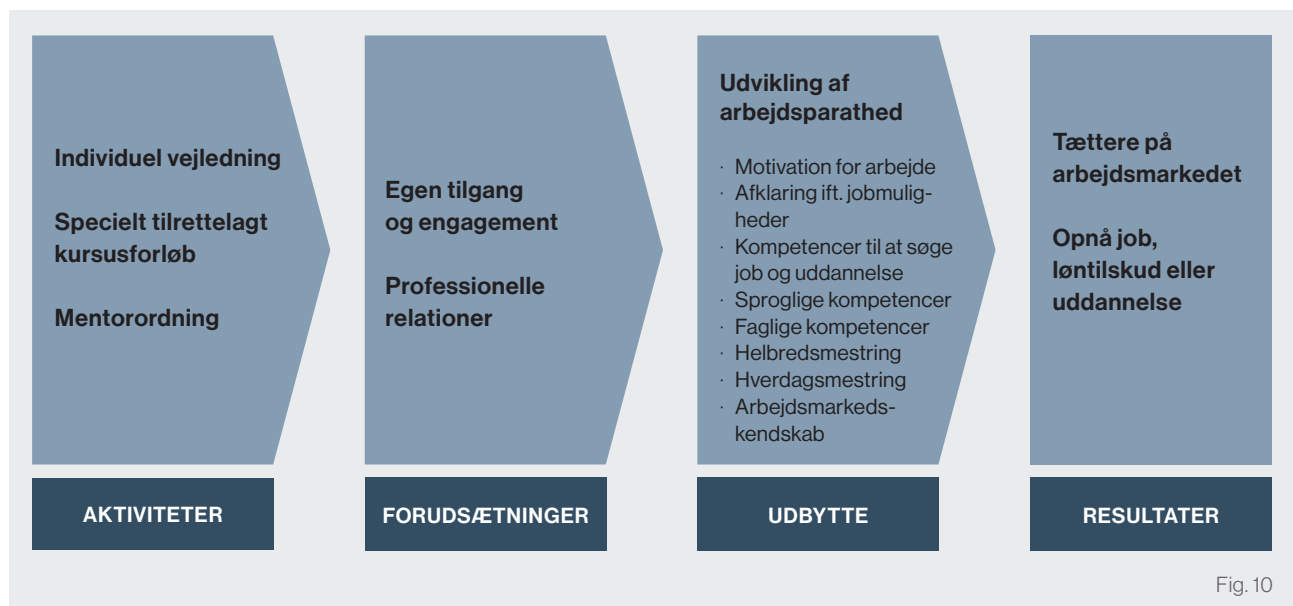 Individuel vejledning
Specielt tilrettelagt
kursusforløb
Mentorordning
AKTIVITETER
Egen tilgang
og engagement
Professionelle
relationer
FORUDSÆTNINGER
Udvikling af
arbejdsparathed
· Motivation for arbejde
· Afklaring ift. jobmulig-
heder
· Kompetencer til at søge
job og uddannelse
· Sproglige kompetencer
· Faglige kompetencer
· Helbredsmestring
· Hverdagsmestring
· Arbejdsmarkeds-
kendskab
UDBYTTE
Tættere på
arbejdsmarkedet
Opnå job,
løntilskud eller
uddannelse
RESULTATER
Fig. 10